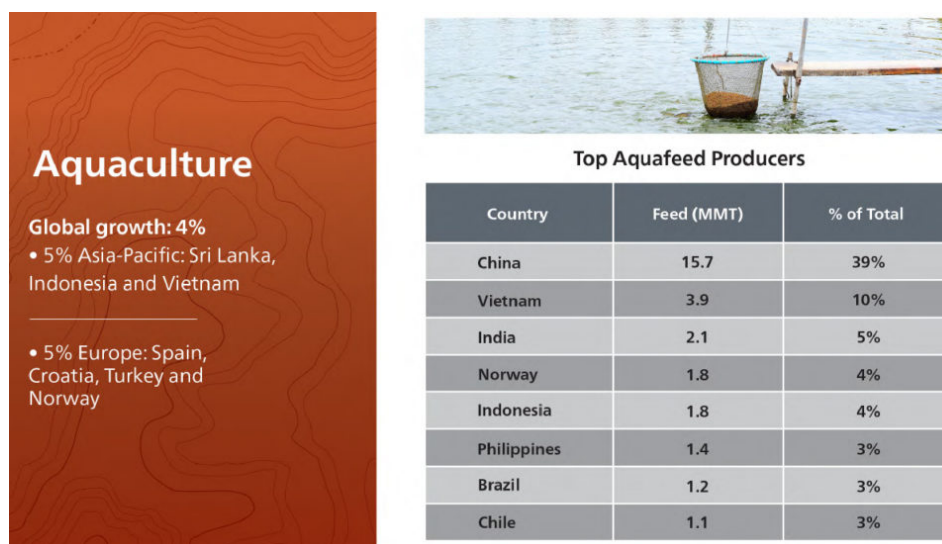 Aquaculture
Global growth: 4%
• 5% Asia-Pacific: Sri Lanka,
Indonesia and Vietnam
• 5% Europe: Spain,
Croatia, Turkey and
Norway
Top Aquafeed Producers
Country Feed (MMT) % of Total
China 15.7 39%
Vietnam 3.9 10%
India 2.1 5%
Norway 1.8 4%
Indonesia 1.8 4%
Philippines 1.4 3%
Brazil 1.2 3%
Chile 1.1 3%